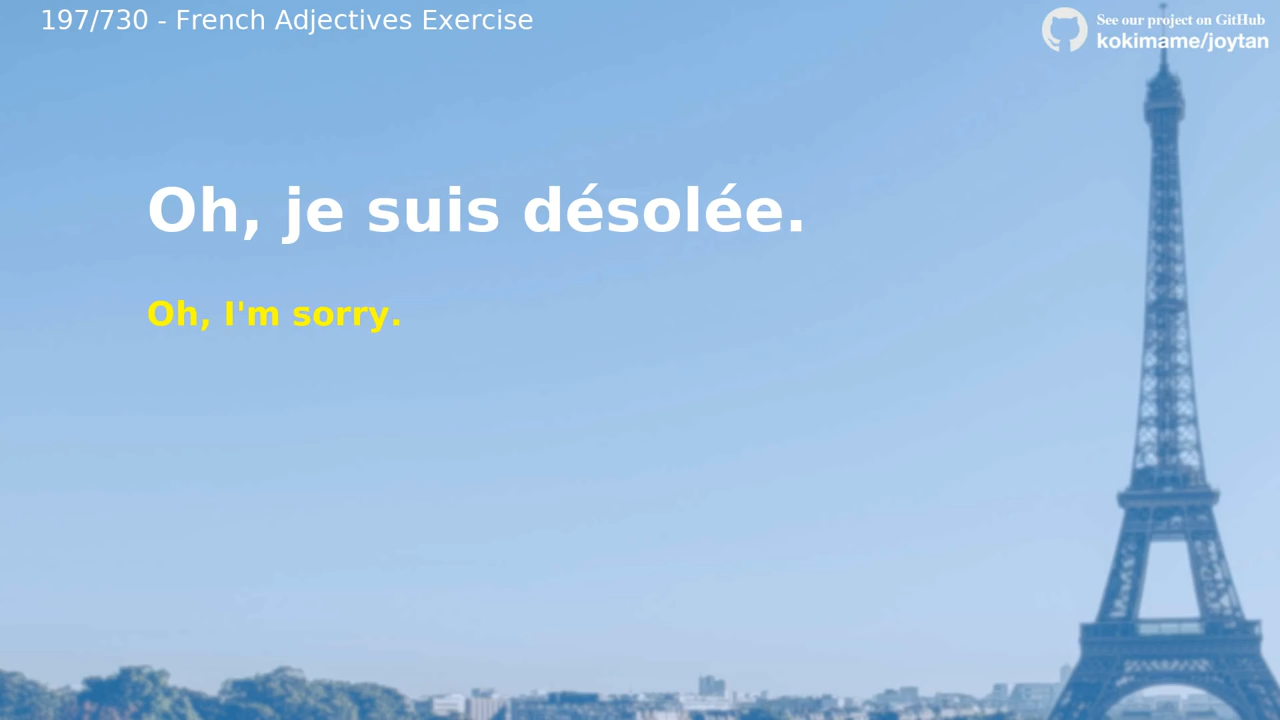 197/730 - French Adjectives Exercise
See our project on GitHub
kokimame/joytan
Oh, je suis désolée.
Oh, I'm sorry.